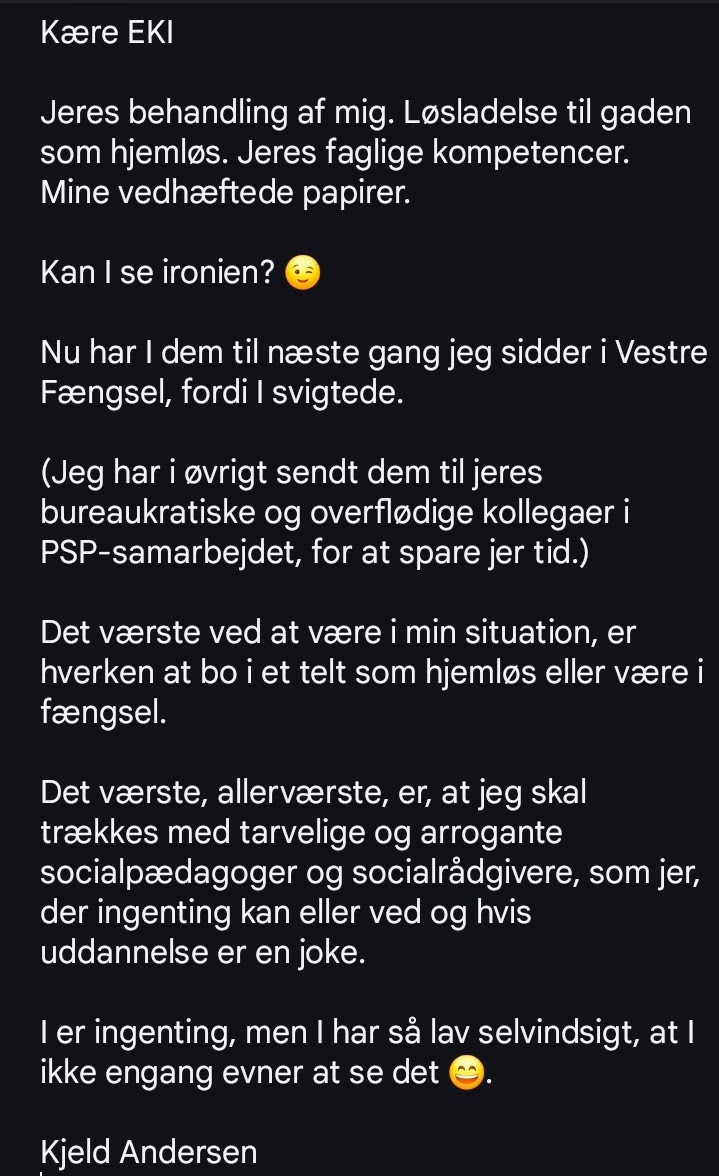 Kære EKI
Jeres behandling af mig. Løsladelse til gaden
som hjemløs. Jeres faglige kompetencer.
Mine vedhæftede papirer.
Kan I se ironien? 😉
Nu har I dem til næste gang jeg sidder i Vestre
Fængsel, fordi I svigtede.
(Jeg har i øvrigt sendt dem til jeres
bureaukratiske og overflødige kollegaer i
PSP-samarbejdet, for at spare jer tid.)
Det værste ved at være i min situation, er
hverken at bo i et telt som hjemløs eller være i
fængsel.
Det værste, allerværste, er, at jeg skal
trækkes med tarvelige og arrogante
socialpædagoger og socialrådgivere, som jer,
der ingenting kan eller ved og hvis
uddannelse er en joke.
I er ingenting, men I har så lav selvindsigt, at I
ikke engang evner at se det 😄.
Kjeld Andersen